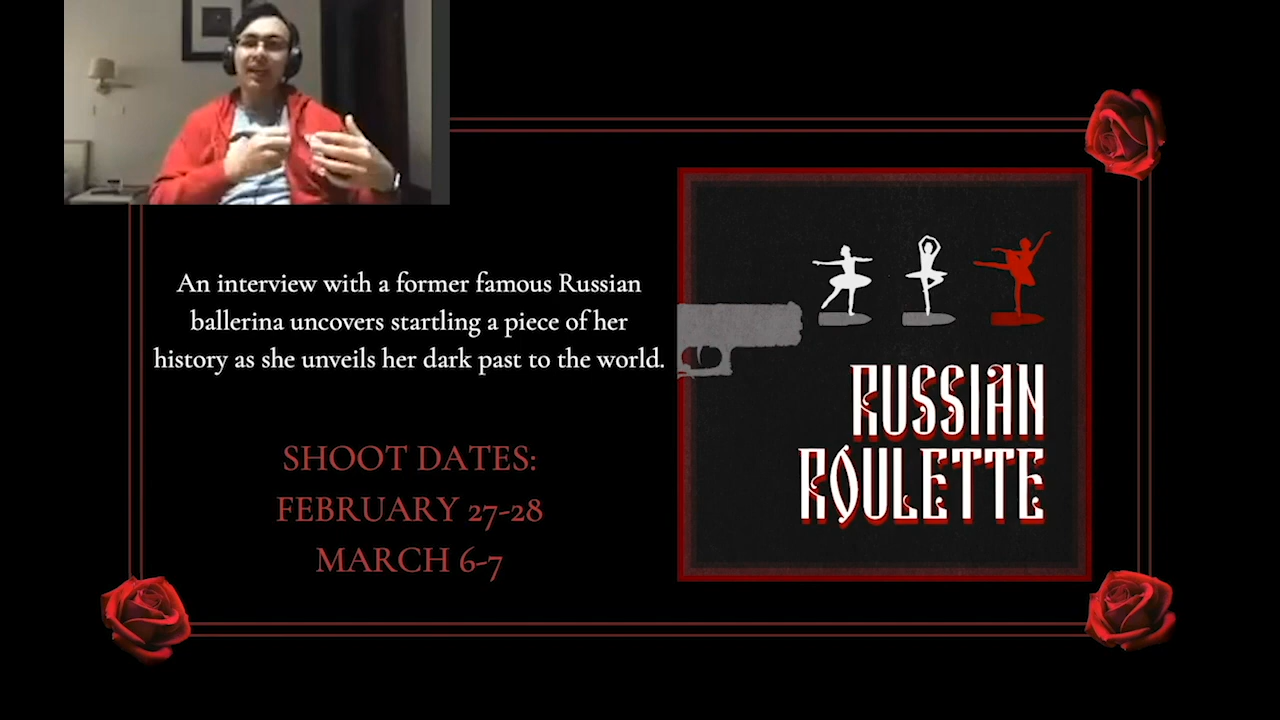 An interview with a former famous Russian
ballerina uncovers startling a piece of her
history as she unveils her dark past to the world.
SHOOT DATES:
FEBRUARY 27-28
MARCH 6-7
RUSSIAN
ROULETTE